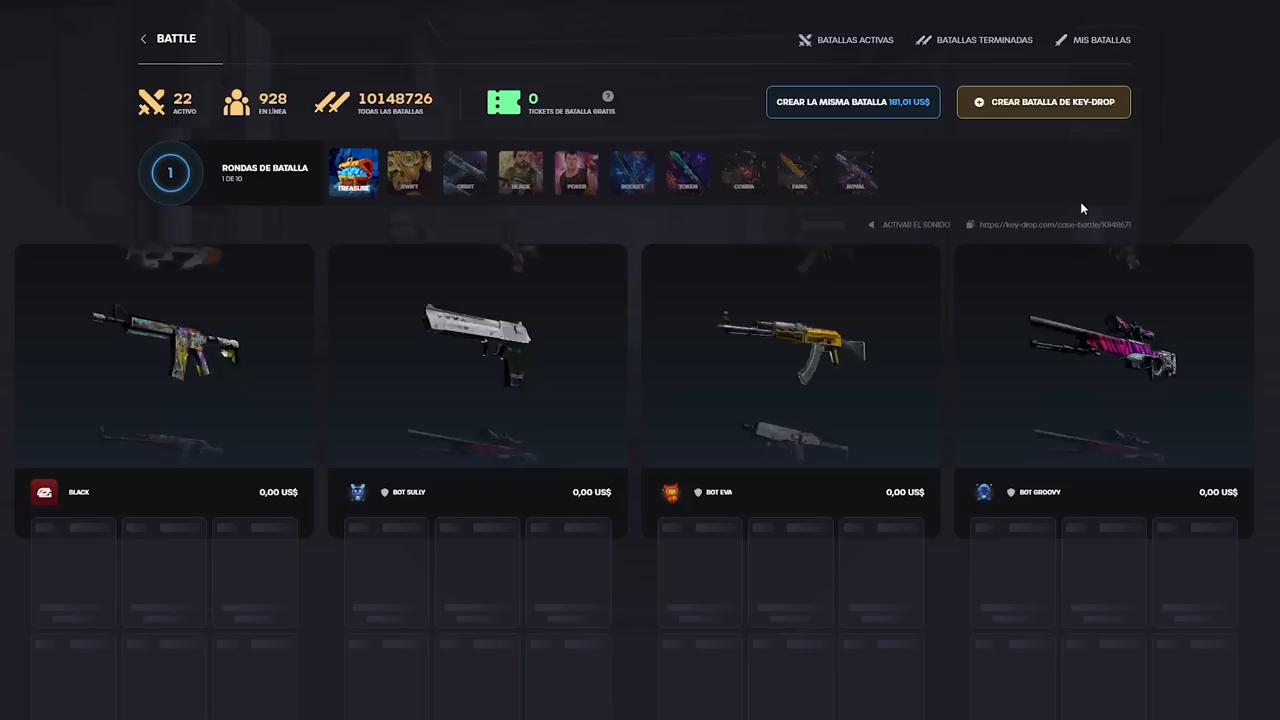 BATTLE
BATALLAS ACTIVAS
BATALLAS TERMINADAS
MIS BATALLAS
22
ACTIVO
928
EN LÍNEA
10148726
TODAS LAS BATALLAS
0
TICKETS DE BATALLA GRATIS
?
CREAR LA MISMA BATALLA 181,01 US$
CREAR BATALLA DE KEY-DROP
1
RONDAS DE BATALLA
1 DE 10
TREASURE
SWIFT
ORBIT
BLACK
POKER
ROCKET
TOKEN
COBRA
FANG
ROYAL
ACTIVAR EL SONIDO
https://key-drop.com/case-battle/10148671
BLACK
0,00 US$
BOT SULLY
0,00 US$
BOT EVA
0,00 US$
BOT GROOVY
0,00 US$